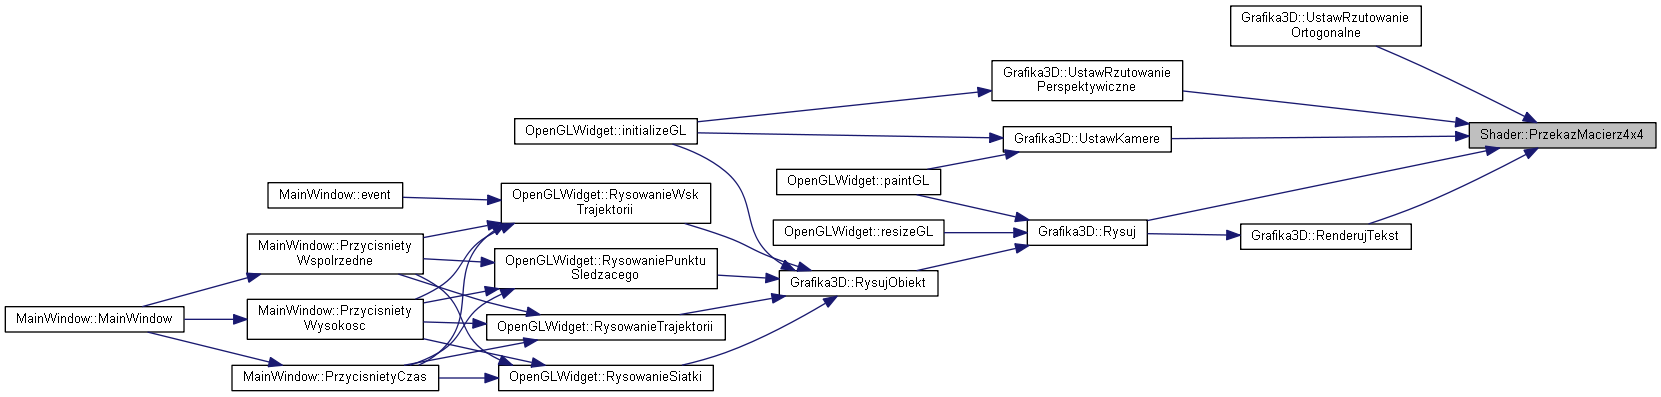 Grafika3D::UstawRzutowanie
Ortogonalne
Grafika3D::UstawRzutowanie
Perspektywiczne
OpenGLWidget::initializeGL
Shader::PrzekazMacierz4x4
Grafika3D::UstawKamere
OpenGLWidget::paintGL
MainWindow::event
OpenGLWidget::RysowanieWsk
Trajektorii
OpenGLWidget::resizeGL
Grafika3D::Rysuj
Grafika3D::RenderujTekst
MainWindow::Przycisniety
Wspolrzedne
OpenGLWidget::RysowaniePunktu
Sledzacego
Grafika3D::RysujObiekt
MainWindow::MainWindow
MainWindow::Przycisniety
Wysokosc
OpenGLWidget::RysowanieTrajektorii
MainWindow::PrzycisnietyCzas
OpenGLWidget::RysowanieSiatki